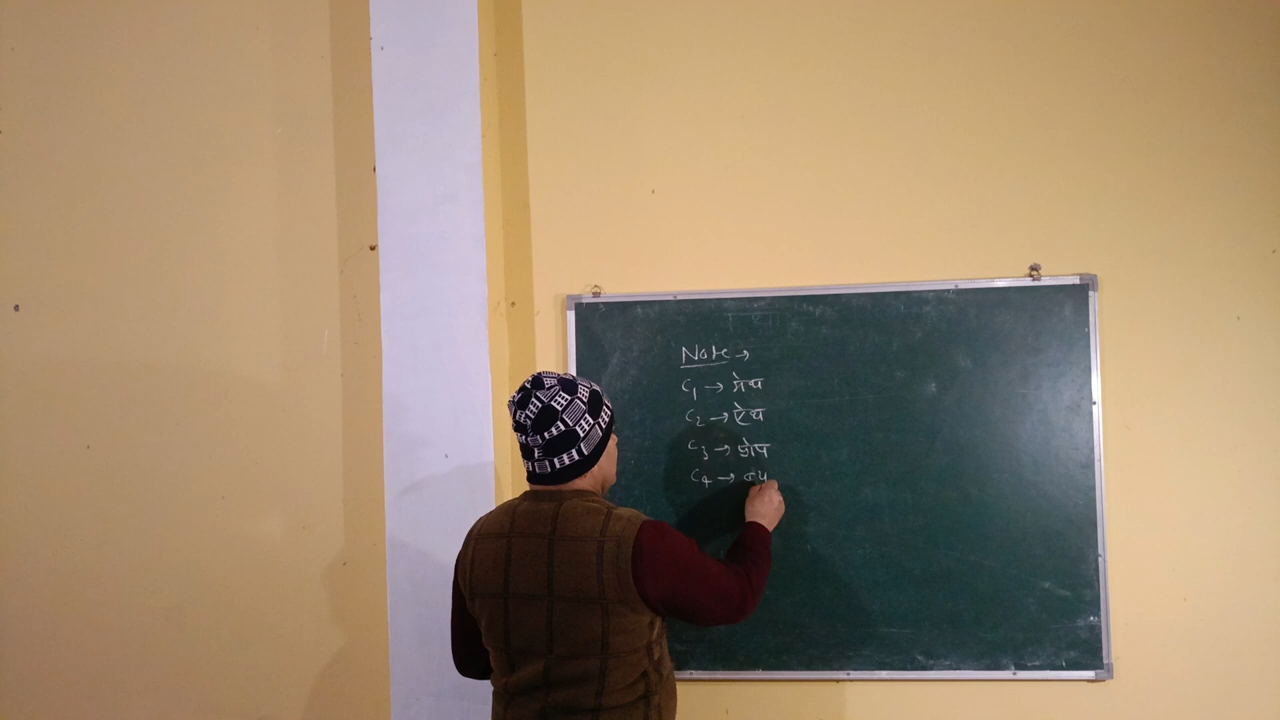 Note →
C₁ → मेथ
C₂ → ऐथ
C₃ → प्रोप
C₄ → ब्यु